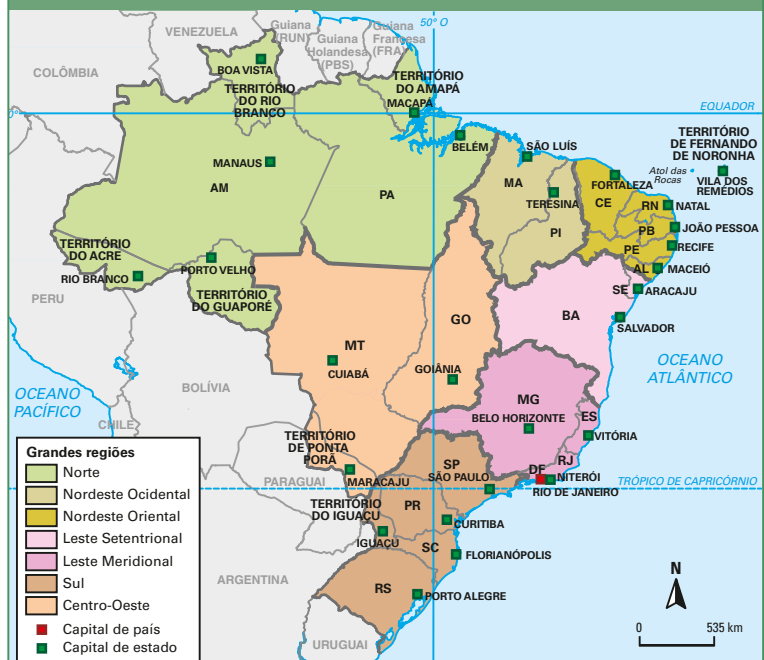 50° O
VENEZUELA
Guiana
(RUN)
Guiana
Holandesa
(PBS)
Guiana
Francesa
(FRA)
COLÔMBIA
BOA VISTA
TERRITÓRIO
DO RIO
BRANCO
TERRITÓRIO
DO AMAPÁ
MACAPÁ
0°
EQUADOR
BELÉM
SÃO LUÍS
TERRITÓRIO
DE FERNANDO
DE NORONHA
Atol das
Rocas
VILA DOS
REMÉDIOS
MANAUS
AM
PA
MA
TERESINA
PI
FORTALEZA
CE
RN
NATAL
PB
JOÃO PESSOA
PE
RECIFE
AL
MACEIÓ
SE
ARACAJU
TERRITÓRIO
DO ACRE
RIO BRANCO
PORTO VELHO
TERRITÓRIO
DO GUAPORÉ
PERU
BA
SALVADOR
MT
CUIABÁ
GO
GOIÂNIA
OCEANO
ATLÂNTICO
OCEANO
PACÍFICO
BOLÍVIA
CHILE
MG
BELO HORIZONTE
ES
VITÓRIA
RJ
DF
NITERÓI
RIO DE JANEIRO
TERRITÓRIO
DE PONTA
PORÃ
MARACAJU
SP
SÃO PAULO
TRÓPICO DE CAPRICÓRNIO
PARAGUAI
TERRITÓRIO
DO IGUAÇU
IGUAÇU
PR
CURITIBA
SC
FLORIANÓPOLIS
ARGENTINA
RS
PORTO ALEGRE
URUGUAI
Grandes regiões
Norte
Nordeste Ocidental
Nordeste Oriental
Leste Setentrional
Leste Meridional
Sul
Centro-Oeste
Capital de país
Capital de estado
N
0 535 km